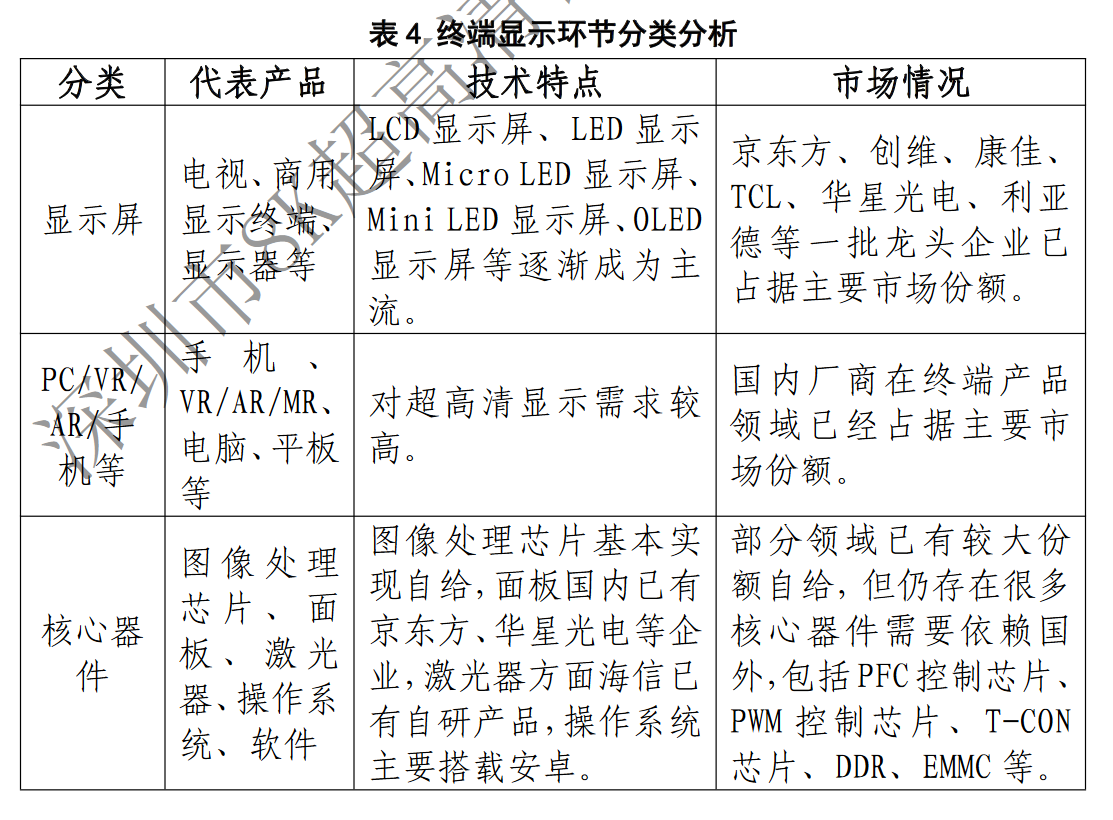 表 4 终端显示环节分类分析
分类 代表产品 技术特点 市场情况
显示屏
电视、商用
显示终端、
显示器等
LCD 显示屏、LED 显示
屏、Micro LED 显示屏、
Mini LED 显示屏、OLED
显示屏等逐渐成为主
流。
京东方、创维、康佳、
TCL、华星光电、利亚
德等一批龙头企业已
占据主要市场份额。
PC/VR/
AR/手
机等
手机、
VR/AR/MR、
电脑、平板
等
对超高清显示需求较
高。
国内厂商在终端产品
领域已经占据主要市
场份额。
核心器
件
图像处理
芯片、面
板、激光
器、操作系
统、软件
图像处理芯片基本实
现自给，面板国内已有
京东方、华星光电等企
业，激光器方面海信已
有自研产品，操作系统
主要搭载安卓。
部分领域已有较大份
额自给，但仍存在很多
核心器件需要依赖国
外，包括 PFC 控制芯片、
PWM 控制芯片、T-CON
芯片、DDR、EMMC 等。
深圳市8K超高清